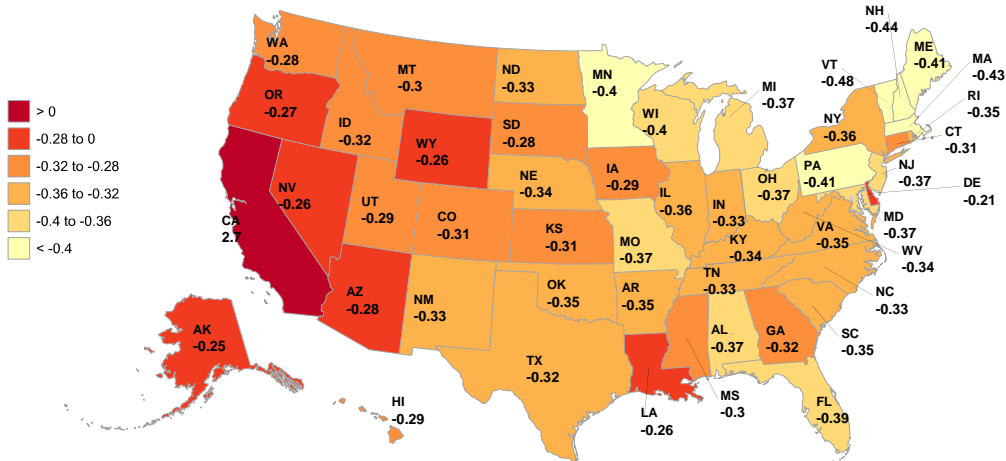 > 0
-0.28 to 0
-0.32 to -0.28
-0.36 to -0.32
-0.4 to -0.36
< -0.4
WA
-0.28
OR
-0.27
CA
2.7
NV
-0.26
ID
-0.32
MT
-0.3
WY
-0.26
UT
-0.29
AZ
-0.28
CO
-0.31
NM
-0.33
ND
-0.33
SD
-0.28
NE
-0.34
KS
-0.31
OK
-0.35
TX
-0.32
MN
-0.4
IA
-0.29
MO
-0.37
AR
-0.35
LA
-0.26
WI
-0.4
IL
-0.36
MI
-0.37
IN
-0.33
OH
-0.37
KY
-0.34
TN
-0.33
MS
-0.3
AL
-0.37
GA
-0.32
FL
-0.39
SC
-0.35
NC
-0.33
VA
-0.35
WV
-0.34
MD
-0.37
DE
-0.21
NJ
-0.37
PA
-0.41
NY
-0.36
CT
-0.31
RI
-0.35
MA
-0.43
VT
-0.48
NH
-0.44
ME
-0.41
AK
-0.25
HI
-0.29